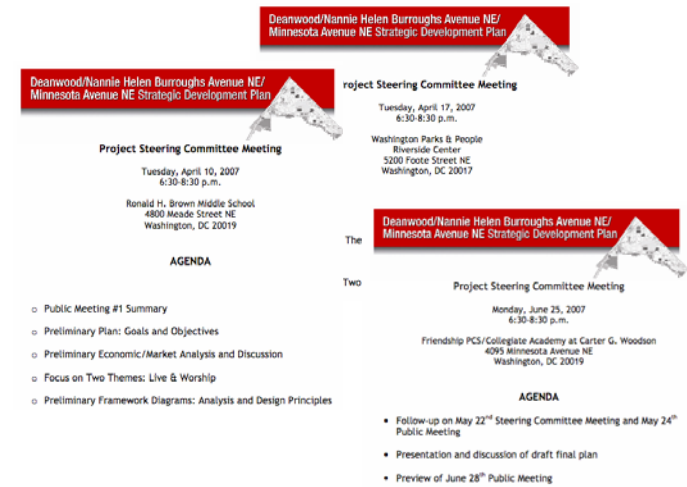 Deanwood/Nannie Helen Burroughs Avenue NE/
Minnesota Avenue NE Strategic Development Plan
roject Steering Committee Meeting
Tuesday, April 17, 2007
6:30-8:30 p.m.
Washington Parks & People
Riverside Center
5200 Foote Street NE
Washington, DC 20017
The
Two
Deanwood/Nannie Helen Burroughs Avenue NE/
Minnesota Avenue NE Strategic Development Plan
Project Steering Committee Meeting
Tuesday, April 10, 2007
6:30-8:30 p.m.
Ronald H. Brown Middle School
4800 Meade Street NE
Washington, DC 20019
AGENDA
o Public Meeting #1 Summary
o Preliminary Plan: Goals and Objectives
o Preliminary Economic/Market Analysis and Discussion
o Focus on Two Themes: Live & Worship
o Preliminary Framework Diagrams: Analysis and Design Principles
Deanwood/Nannie Helen Burroughs Avenue NE/
Minnesota Avenue NE Strategic Development Plan
Project Steering Committee Meeting
Monday, June 25, 2007
6:30-8:30 p.m.
Friendship PCS/Collegiate Academy at Carter G. Woodson
4095 Minnesota Avenue NE
Washington, DC 20019
AGENDA
• Follow-up on May 22nd Steering Committee Meeting and May 24th
Public Meeting
• Presentation and discussion of draft final plan
• Preview of June 28th Public Meeting